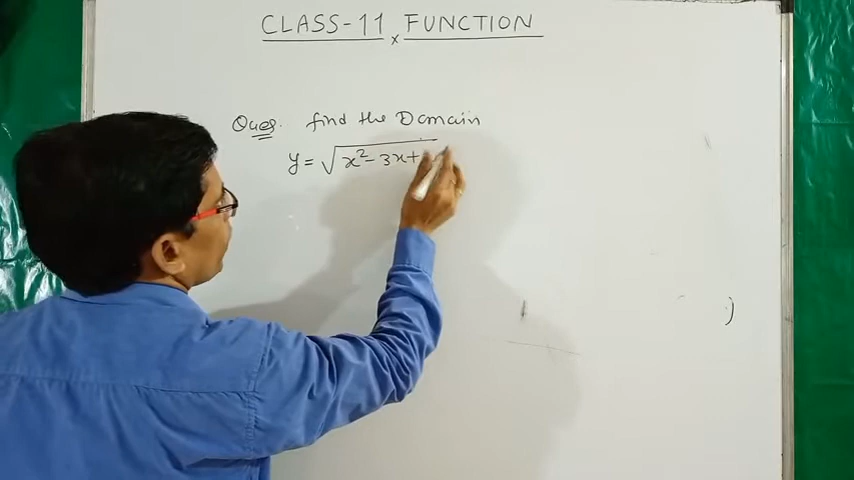 CLASS-11 x FUNCTION
Ques. find the Domain
y = √x²-3x+